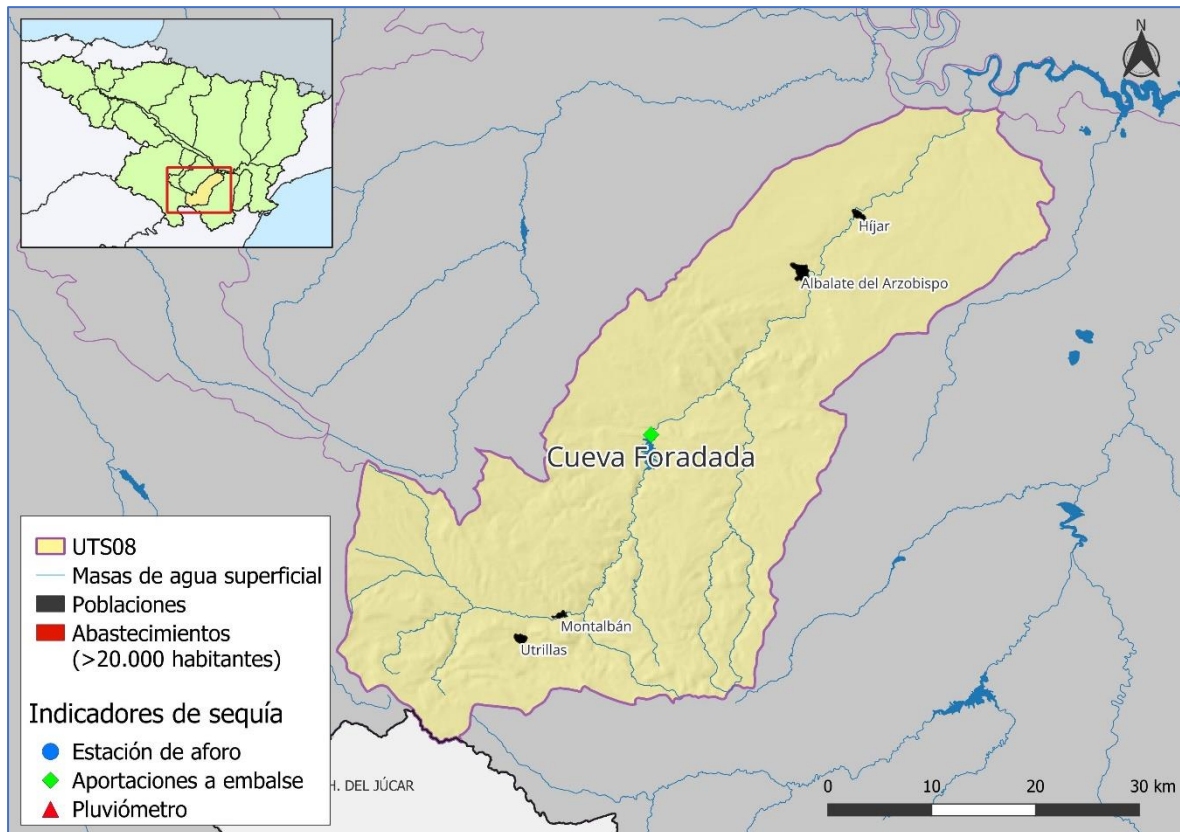 N
Híjar
Albalate del Arzobispo
Cueva Foradada
Montalbán
Utrillas
UTS08
Masas de agua superficial
Poblaciones
Abastecimientos
(>20.000 habitantes)
Indicadores de sequía
Estación de aforo
Aportaciones a embalse
Pluviómetro
H. DEL JÚCAR
0 10 20 30 km